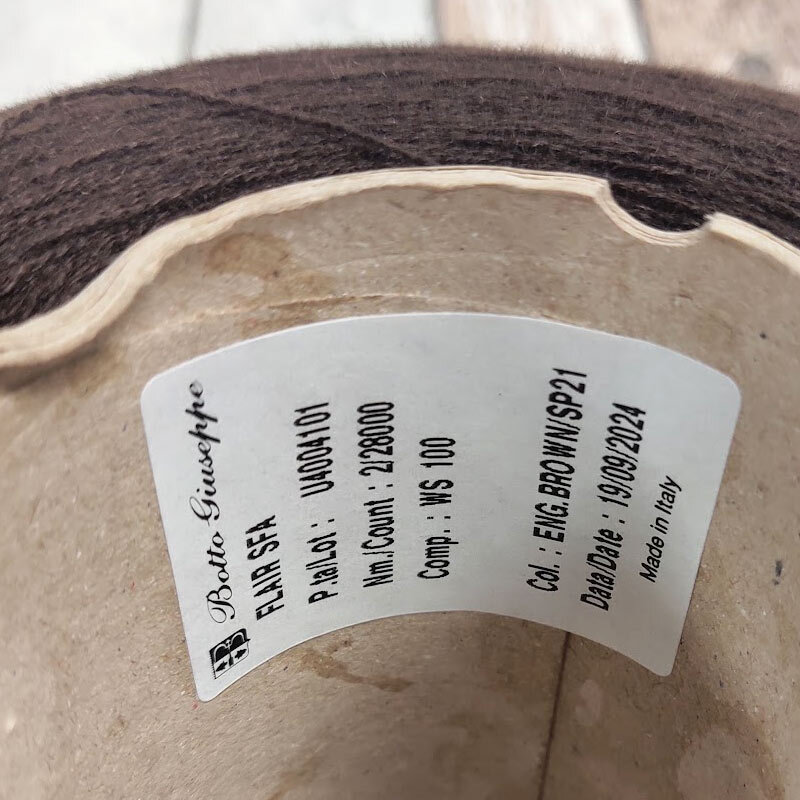 Botto Giuseppe
FLAIR SFA
P.ta/Lot : U4004101
Nm./Count : 2/28000
Comp. : WS 100
Col. : ENG.BROWN/SP21
Data/Date : 19/09/2024
Made in Italy